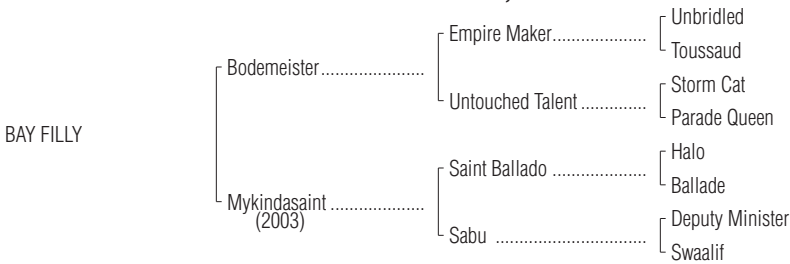 Unbridled
Empire Maker....................
Toussaud
Bodemeister......................
Storm Cat
Untouched Talent ..............
Parade Queen
BAY FILLY
Halo
Saint Ballado ....................
Ballade
Mykindasaint ....................
(2003)
Deputy Minister
Sabu ................................
Swaalif